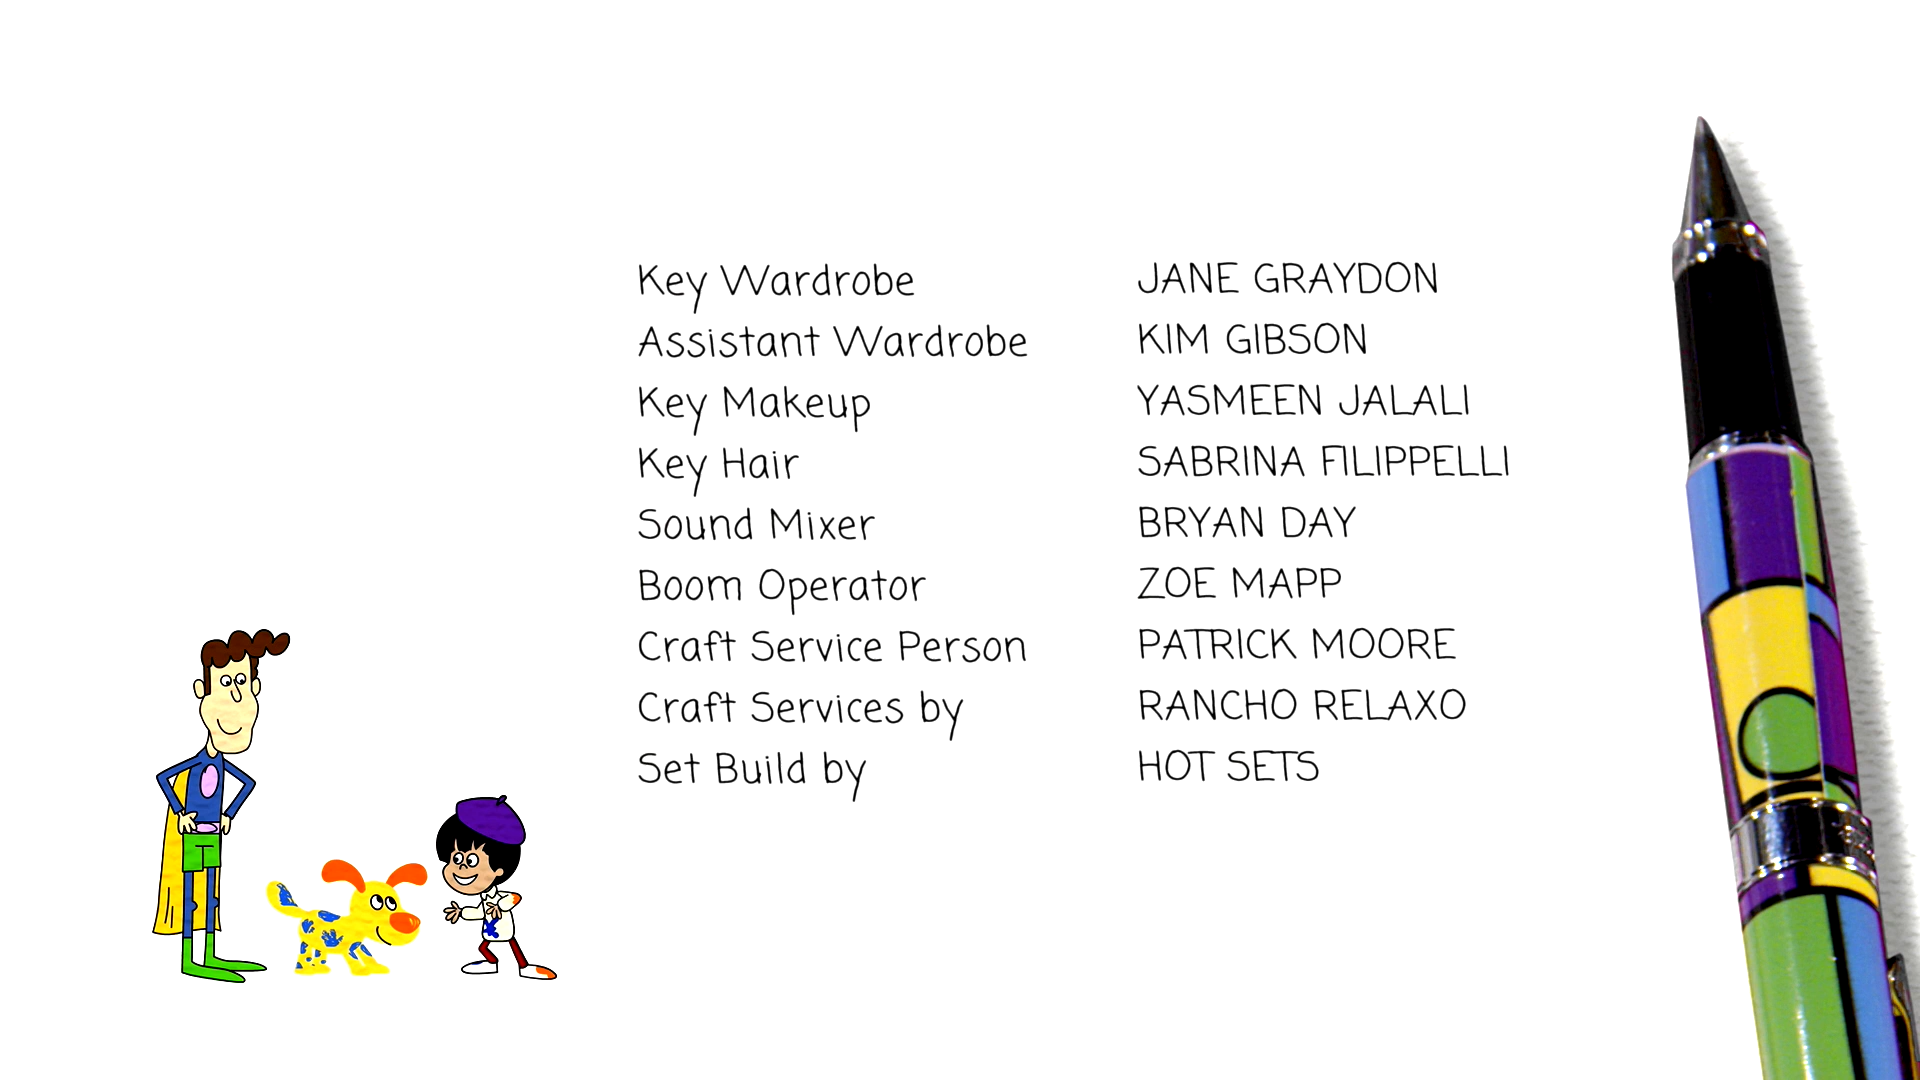 Key Wardrobe JANE GRAYDON
Assistant Wardrobe KIM GIBSON
Key Makeup YASMEEN JALALI
Key Hair SABRINA FILIPPELLI
Sound Mixer BRYAN DAY
Boom Operator ZOE MAPP
Craft Service Person PATRICK MOORE
Craft Services by RANCHO RELAXO
Set Build by HOT SETS